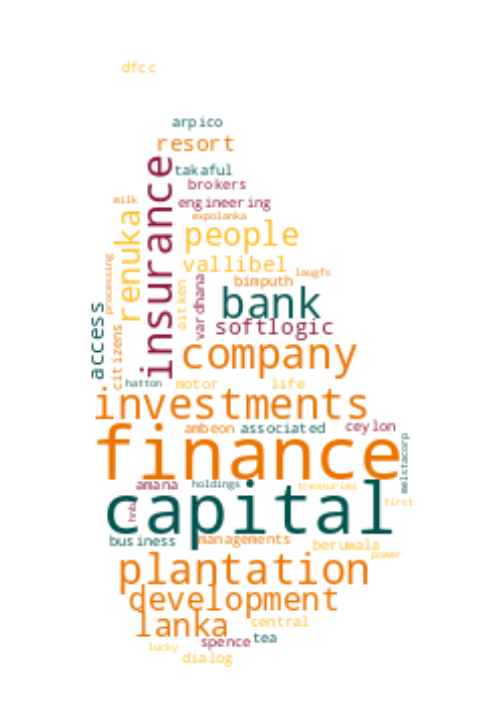 dfcc
arpico
resort
takaful
brokers
milk
engineering
expolanka
insurance
renuka
people
vallibel
laugfs
processing
aitken
vardhana
bimputh
bank
access
citizens
softlogic
company
hatton
motor
life
investments
ambeon
associated
ceylon
finance
melstacorp
amana
holdings
treasuries
capital
first
hnb
business
managements
beruwala
power
plantation
development
lanka
central
spence
tea
lucky
dialog